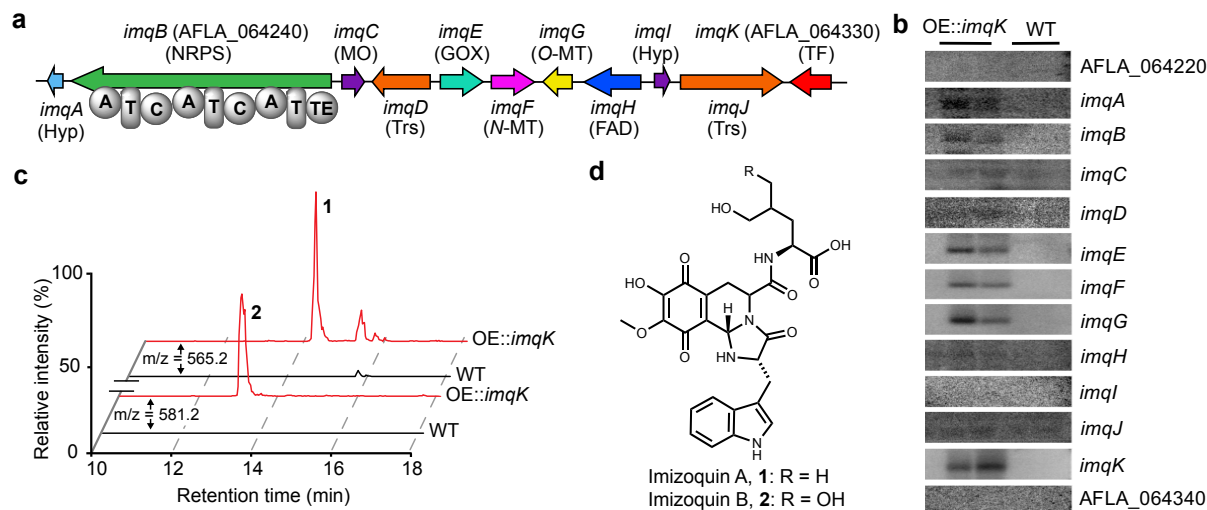 a
imqB (AFLA_064240)
(NRPS)
imqC
(MO)
imqE
(GOX)
imqG
(O-MT)
imqI
(Hyp)
imqK (AFLA_064330)
(TF)
A T C A T C A T TE
imqA
(Hyp)
imqD
(Trs)
imqF
(N-MT)
imqH
(FAD)
imqJ
(Trs)
b
OE::imqK WT
AFLA_064220
imqA
imqB
imqC
imqD
imqE
imqF
imqG
imqH
imqI
imqJ
imqK
AFLA_064340
c
Relative intensity (%)
100
50
0
1
2
m/z = 565.2
m/z = 581.2
OE::imqK
WT
OE::imqK
WT
10 12 14 16 18
Retention time (min)
d
R
HO
OH
HN
O
O
HO
O
H
N
O
O
O
HN
N
H
Imizoquin A, 1: R = H
Imizoquin B, 2: R = OH